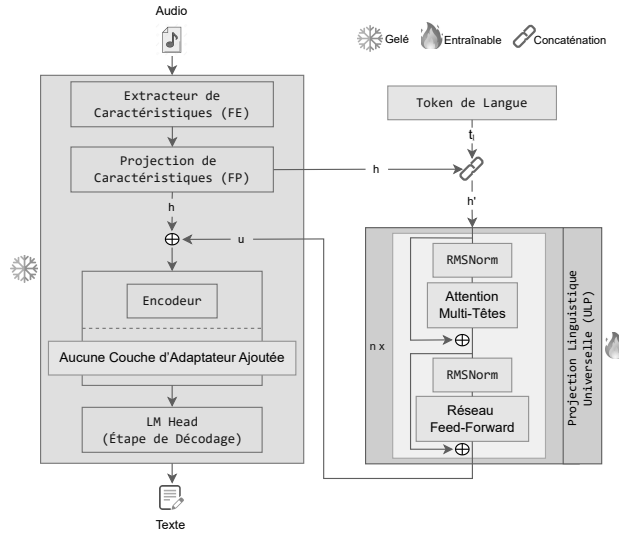 Audio
Gelé
Entraînable
Concaténation
Extracteur de
Caractéristiques (FE)
Token de Langue
tₗ
Projection de
Caractéristiques (FP)
h
h
h'
u
RMSNorm
Attention
Multi-Têtes
Encodeur
Aucune Couche d'Adaptateur Ajoutée
n x
RMSNorm
Réseau
Feed-Forward
Projection Linguistique
Universelle (ULP)
LM Head
(Étape de Décodage)
Texte